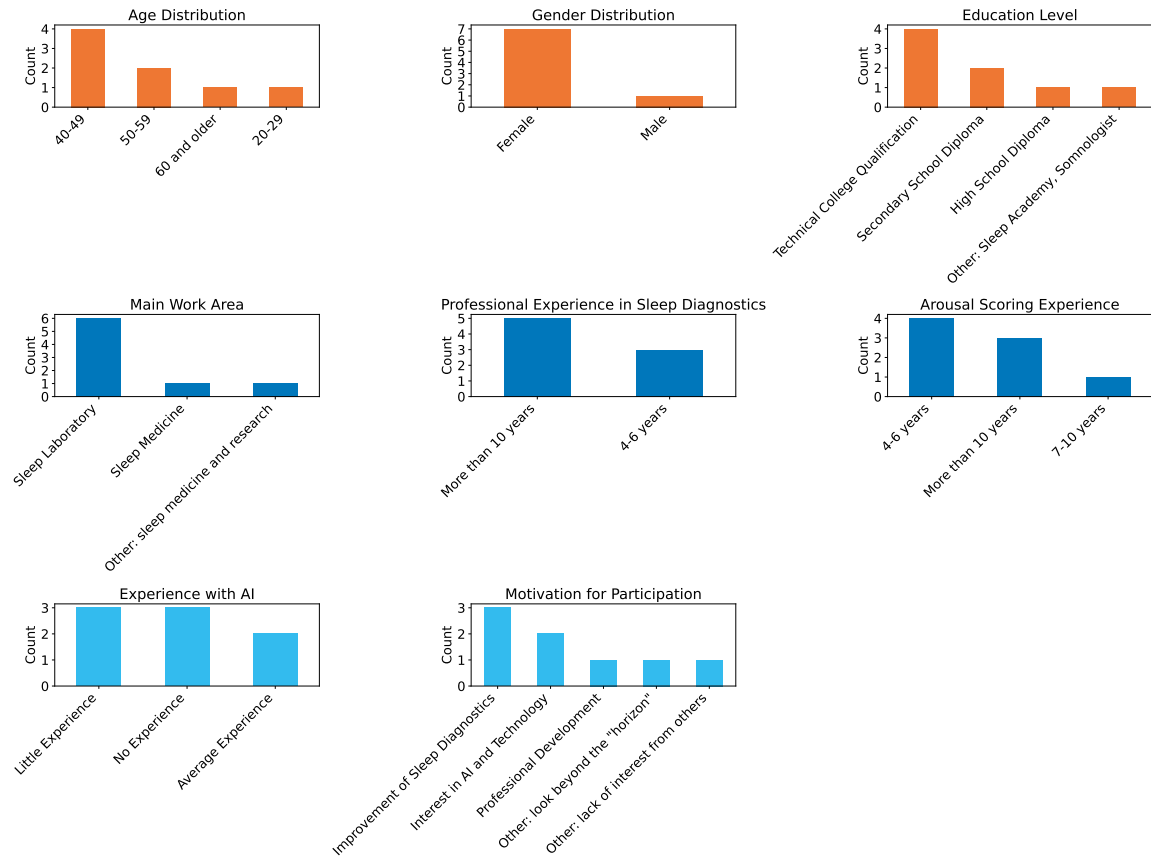 Age Distribution
Count
4
3
2
1
0
40-49
50-59
60 and older
20-29
Gender Distribution
Count
7
6
5
4
3
2
1
0
Female
Male
Education Level
Count
4
3
2
1
0
Technical College Qualification
Secondary School Diploma
High School Diploma
Other: Sleep Academy, Somnologist
Main Work Area
Count
6
5
4
3
2
1
0
Sleep Laboratory
Sleep Medicine
Other: sleep medicine and research
Professional Experience in Sleep Diagnostics
Count
5
4
3
2
1
0
More than 10 years
4-6 years
Arousal Scoring Experience
Count
4
3
2
1
0
4-6 years
More than 10 years
7-10 years
Experience with AI
Count
3
2
1
0
Little Experience
No Experience
Average Experience
Motivation for Participation
Count
3
2
1
0
Improvement of Sleep Diagnostics
Interest in AI and Technology
Professional Development
Other: look beyond the "horizon"
Other: lack of interest from others